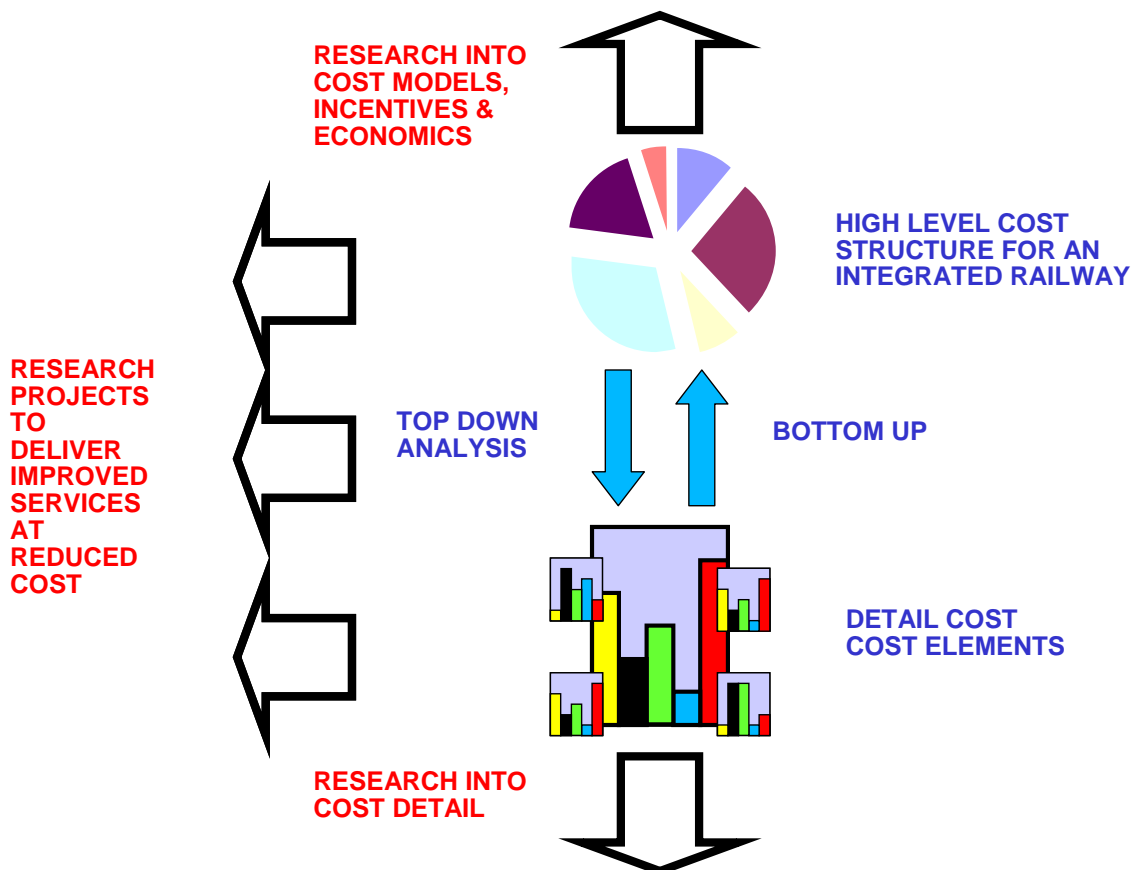 RESEARCH INTO
COST MODELS,
INCENTIVES &
ECONOMICS
HIGH LEVEL COST
STRUCTURE FOR AN
INTEGRATED RAILWAY
RESEARCH
PROJECTS
TO
DELIVER
IMPROVED
SERVICES
AT
REDUCED
COST
TOP DOWN
ANALYSIS
BOTTOM UP
DETAIL COST
COST ELEMENTS
RESEARCH INTO
COST DETAIL